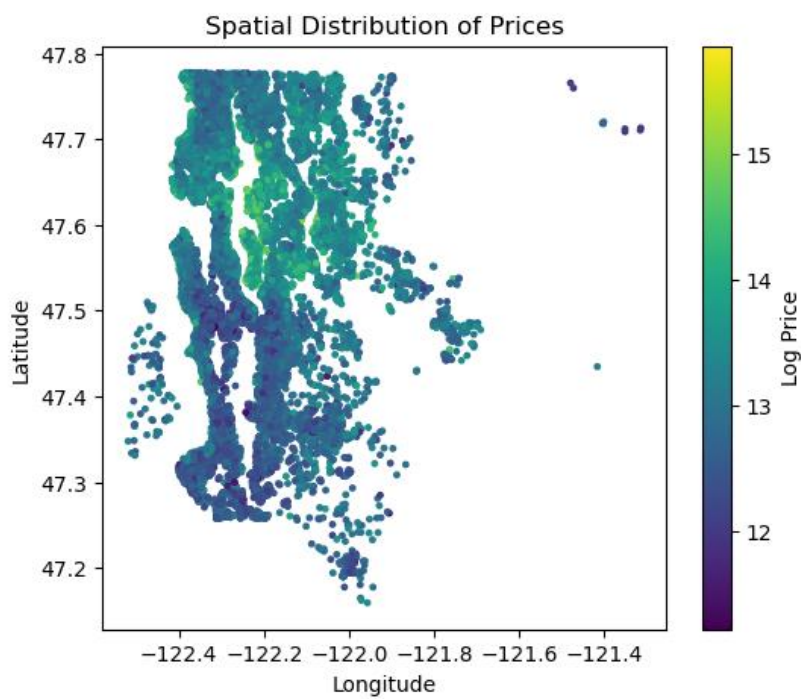 Spatial Distribution of Prices
47.8
47.7
47.6
47.5
47.4
47.3
47.2
Latitude
−122.4 −122.2 −122.0 −121.8 −121.6 −121.4
Longitude
15
14
13
12
Log Price